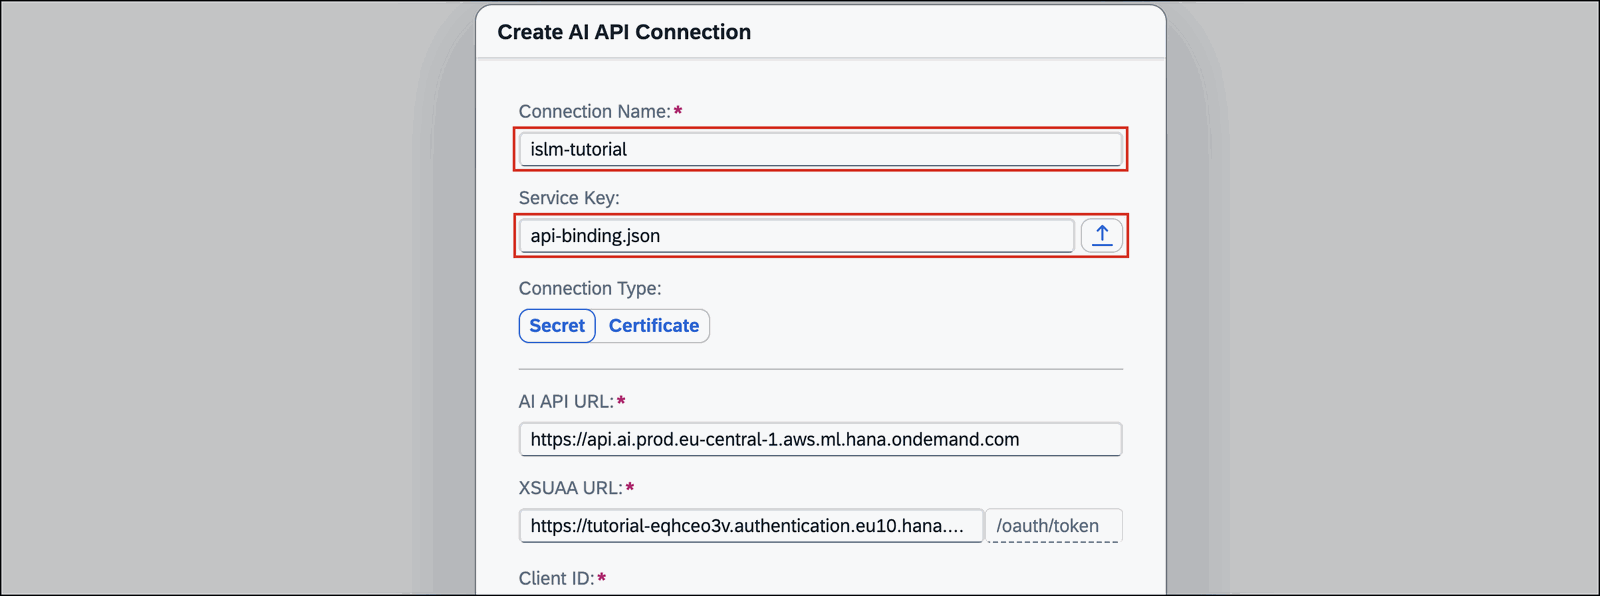 Create AI API Connection
Connection Name:*
islm-tutorial
Service Key:
api-binding.json
Connection Type:
Secret Certificate
AI API URL:*
https://api.ai.prod.eu-central-1.aws.ml.hana.ondemand.com
XSUAA URL:*
https://tutorial-eqhceo3v.authentication.eu10.hana.... /oauth/token
Client ID:*